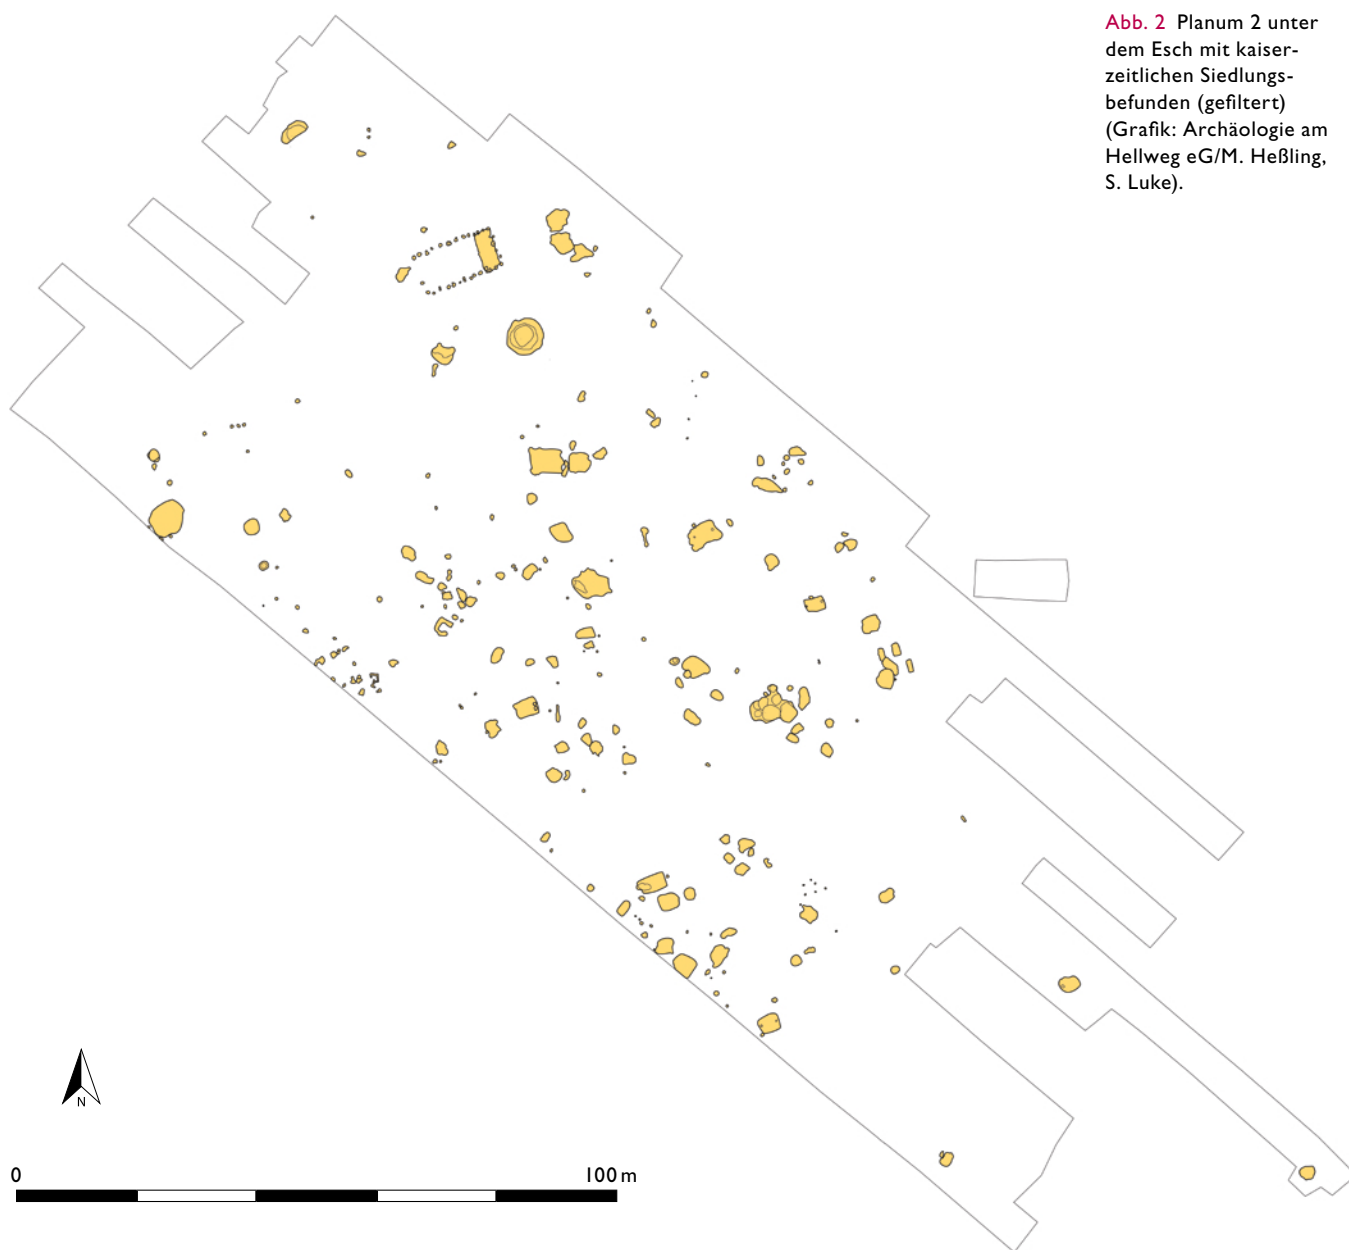 Abb. 2 Planum 2 unter
dem Esch mit kaiser-
zeitlichen Siedlungs-
befunden (gefiltert)
(Grafik: Archäologie am
Hellweg eG/M. Heßling,
S. Luke).
N
0 100 m